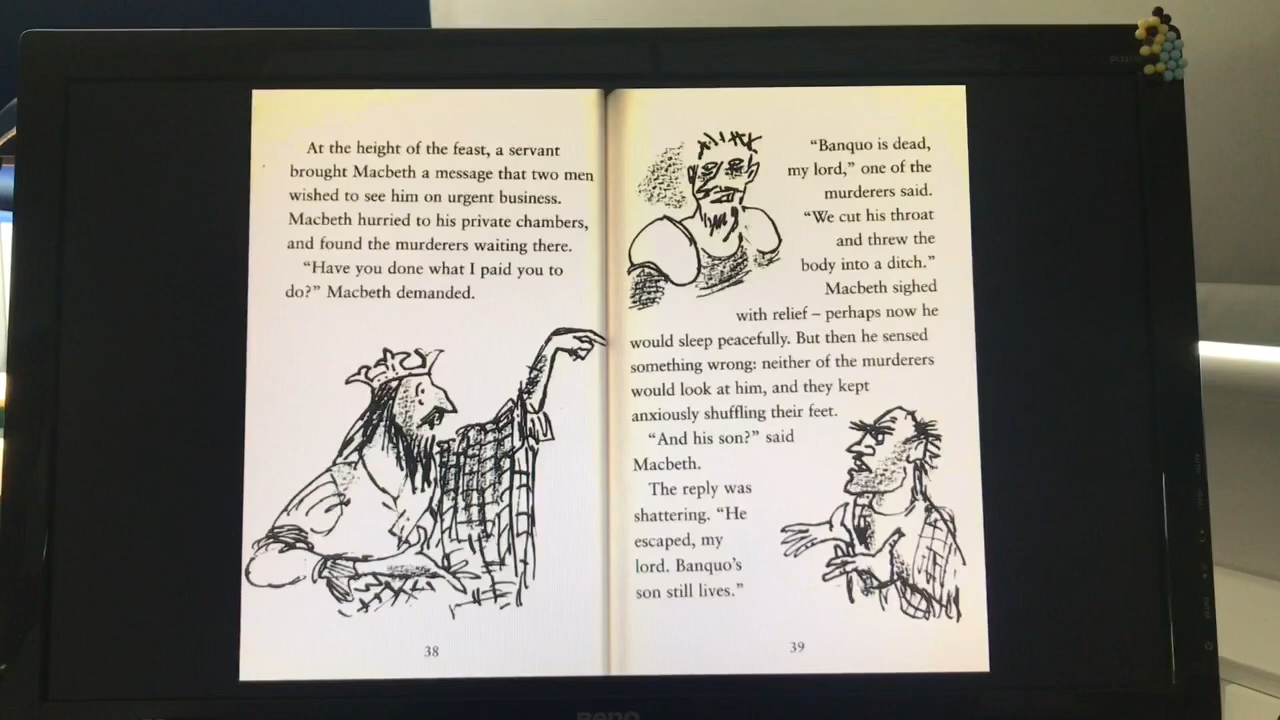 At the height of the feast, a servant
brought Macbeth a message that two men
wished to see him on urgent business.
Macbeth hurried to his private chambers,
and found the murderers waiting there.
“Have you done what I paid you to
do?” Macbeth demanded.
38
“Banquo is dead,
my lord,” one of the
murderers said.
“We cut his throat
and threw the
body into a ditch.”
Macbeth sighed
with relief – perhaps now he
would sleep peacefully. But then he sensed
something wrong: neither of the murderers
would look at him, and they kept
anxiously shuffling their feet.
“And his son?” said
Macbeth.
The reply was
shattering. “He
escaped, my
lord. Banquo’s
son still lives.”
39
BenQ